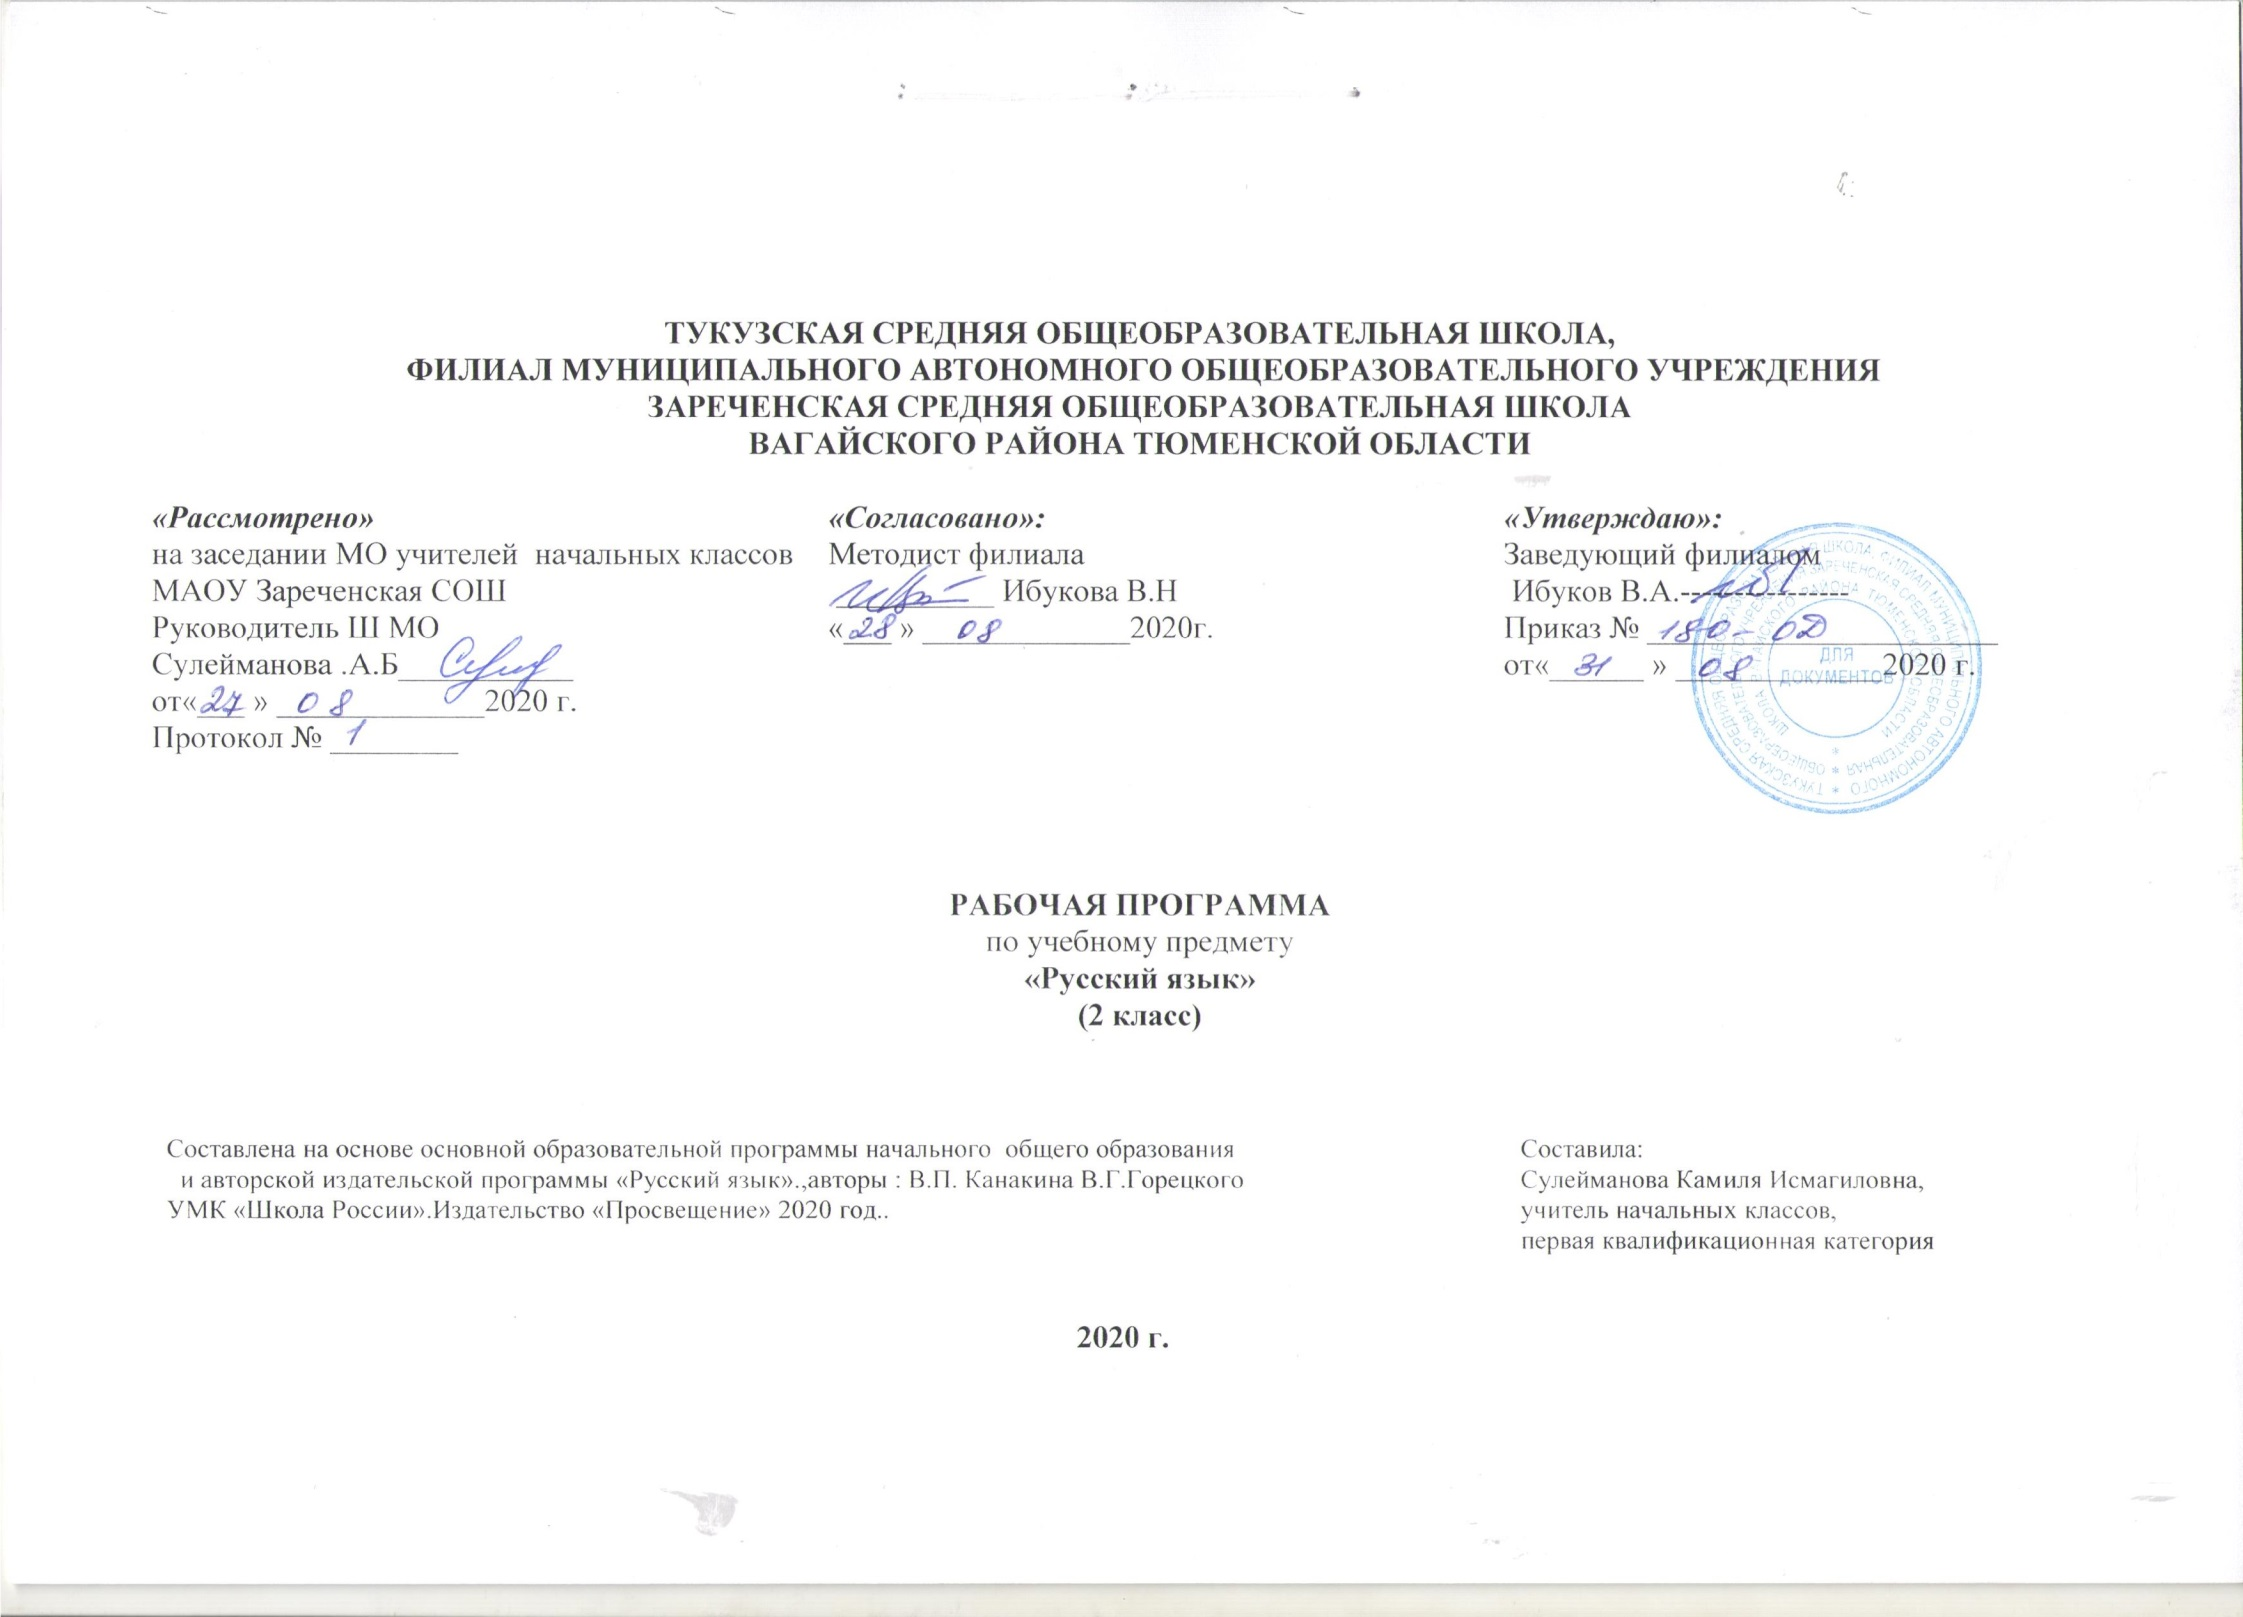 ТУКУЗСКАЯ СРЕДНЯЯ ОБЩЕОБРАЗОВАТЕЛЬНАЯ ШКОЛА,
ФИЛИАЛ МУНИЦИПАЛЬНОГО АВТОНОМНОГО ОБЩЕОБРАЗОВАТЕЛЬНОГО УЧРЕЖДЕНИЯ
ЗАРЕЧЕНСКАЯ СРЕДНЯЯ ОБЩЕОБРАЗОВАТЕЛЬНАЯ ШКОЛА
ВАГАЙСКОГО РАЙОНА ТЮМЕНСКОЙ ОБЛАСТИ
«Рассмотрено»
на заседании МО учителей начальных классов
МАОУ Зареченская СОШ
Руководитель Ш МО
Сулейманова .А.Б
от«27 » 08 2020 г.
Протокол № 1
«Согласовано»:
Методист филиала
Ибукова В.Н
«28 » 08 2020г.
«Утверждаю»:
Заведующий филиалом
Ибуков В.А.----------------
Приказ № 180-ОД
от« 31 » 08 2020 г.
ДЛЯ
ДОКУМЕНТОВ
РАБОЧАЯ ПРОГРАММА
по учебному предмету
«Русский язык»
(2 класс)
Составлена на основе основной образовательной программы начального общего образования
и авторской издательской программы «Русский язык».,авторы : В.П. Канакина В.Г.Горецкого
УМК «Школа России».Издательство «Просвещение» 2020 год..
Составила:
Сулейманова Камиля Исмагиловна,
учитель начальных классов,
первая квалификационная категория
2020 г.